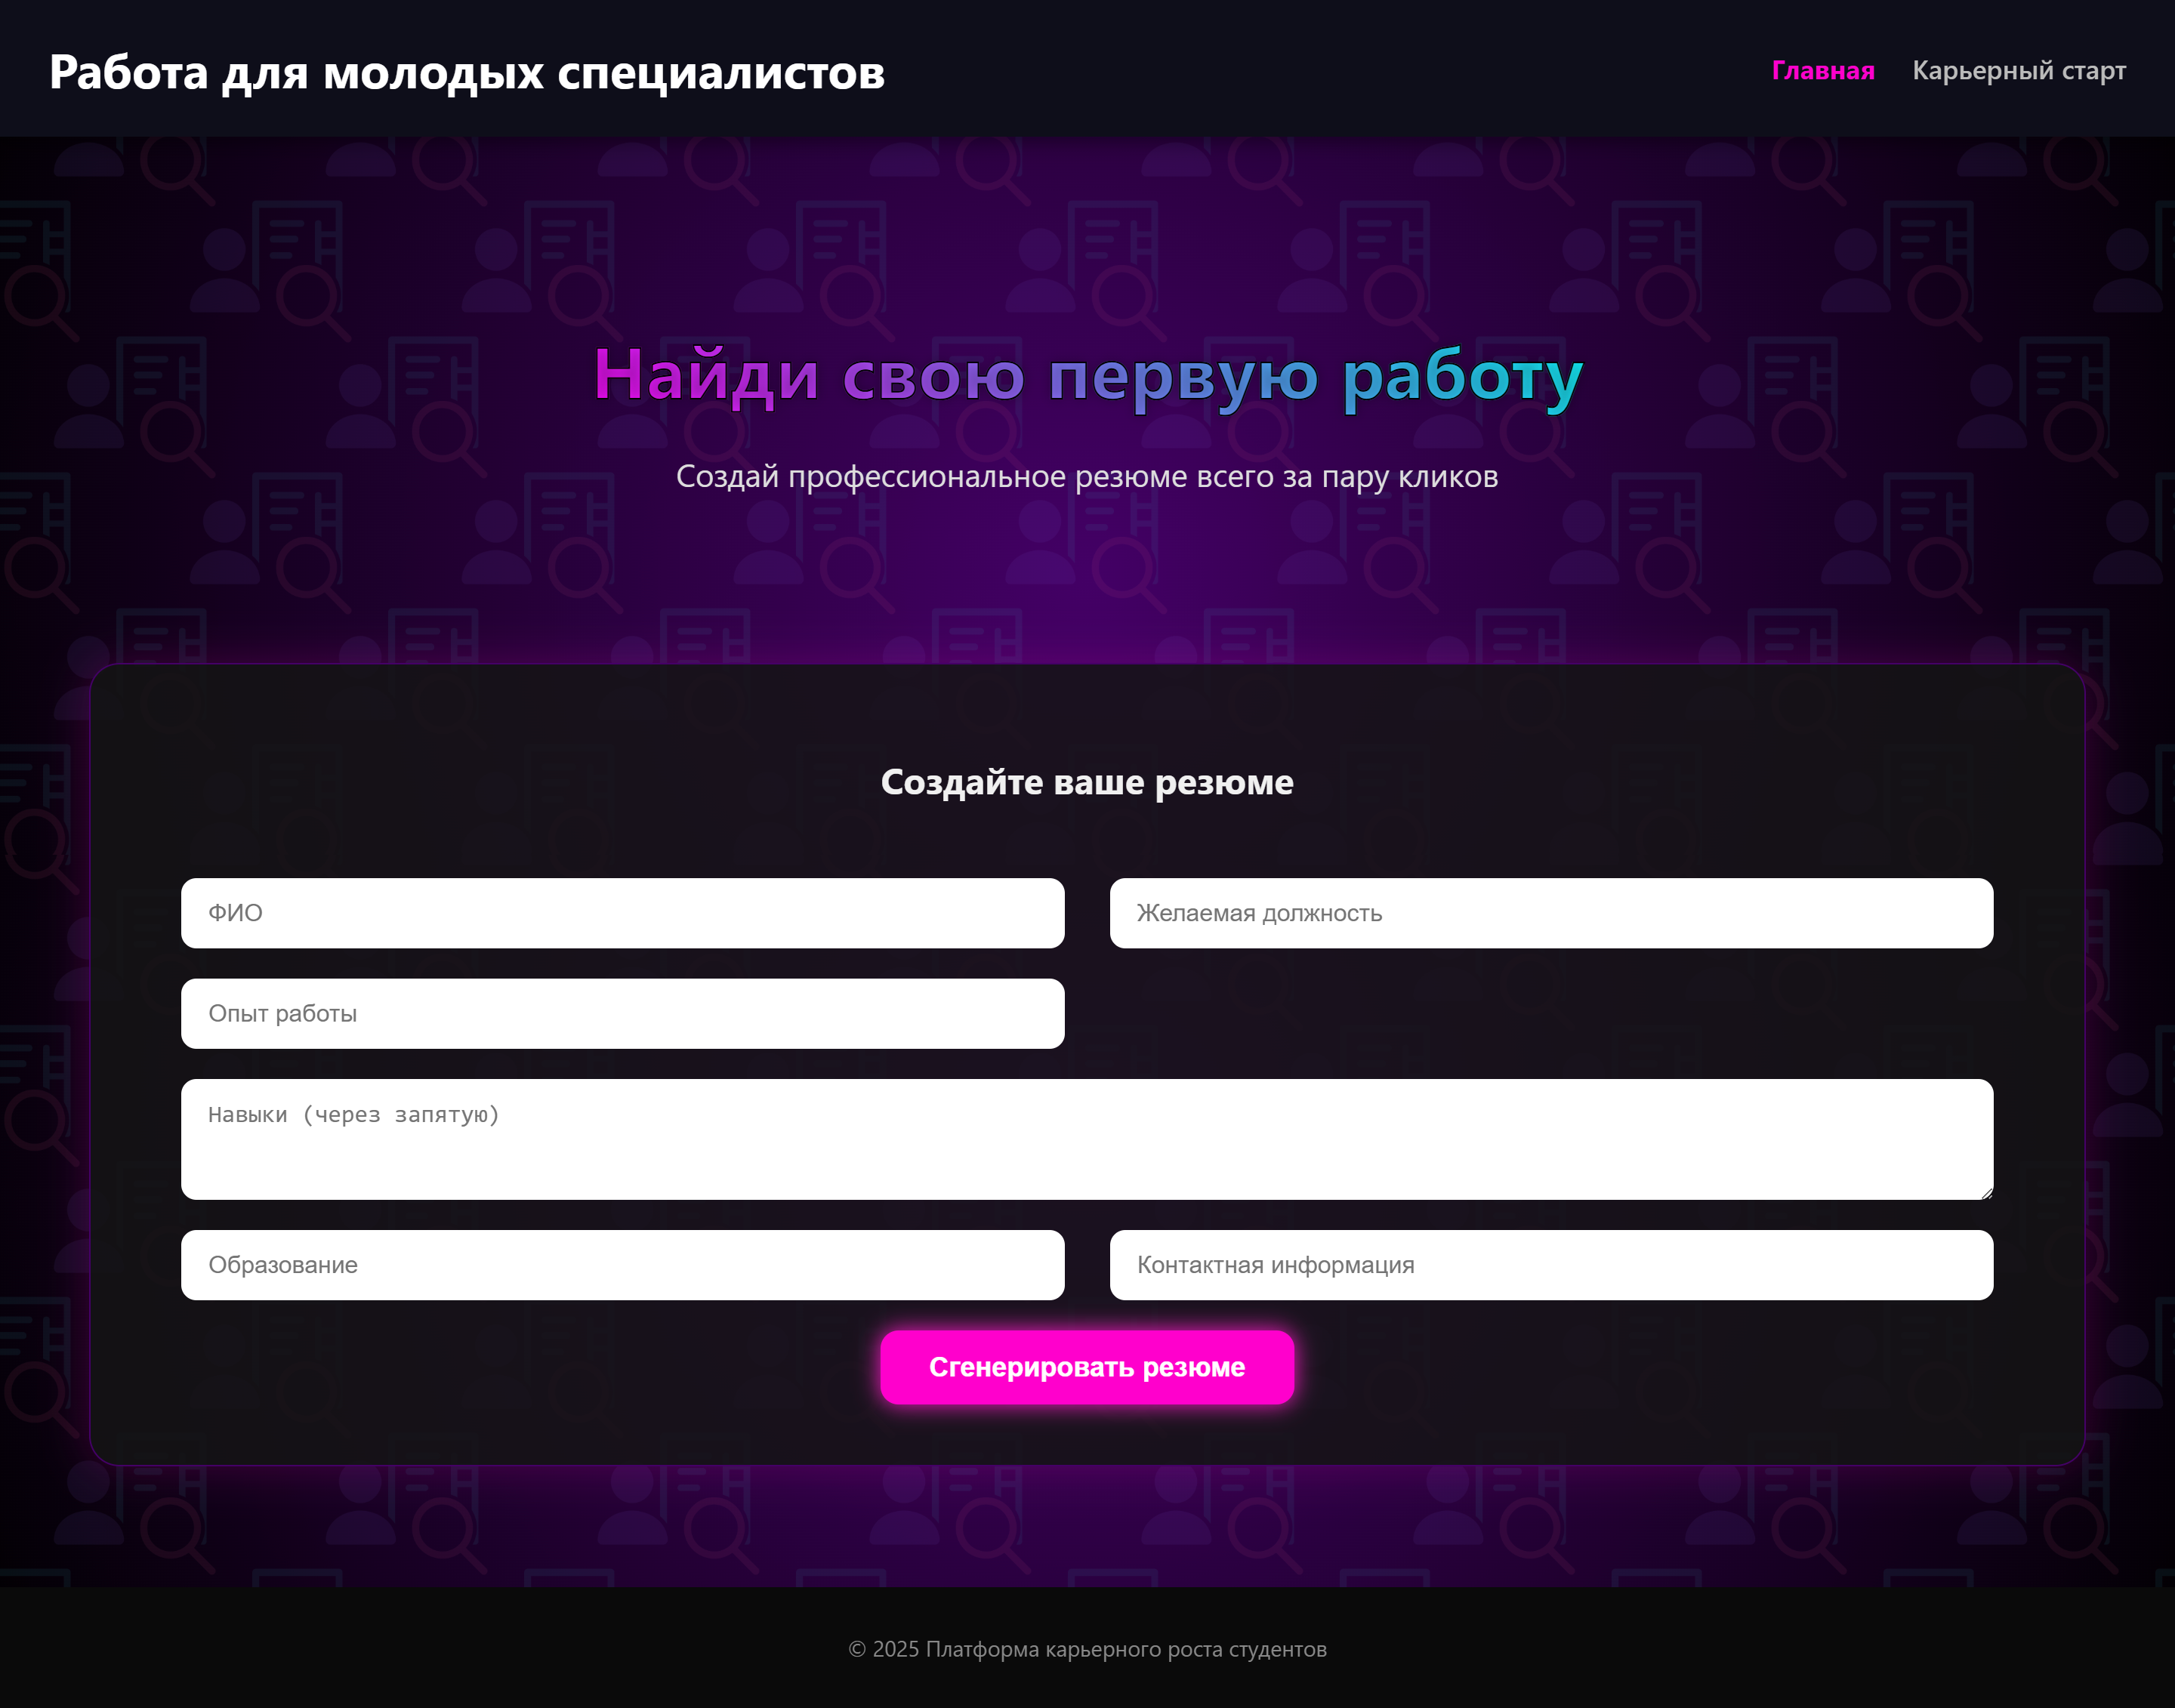 Работа для молодых специалистов
Главная
Карьерный старт
Найди свою первую работу
Создай профессиональное резюме всего за пару кликов
Создайте ваше резюме
ФИО
Желаемая должность
Опыт работы
Навыки (через запятую)
Образование
Контактная информация
Сгенерировать резюме
© 2025 Платформа карьерного роста студентов